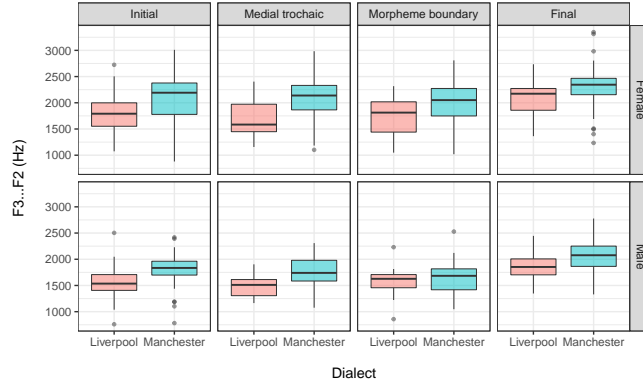 Initial Medial trochaic Morpheme boundary Final
3000
2500
2000
1500
1000
Female
3000
2500
2000
1500
1000
Male
F3...F2 (Hz)
Liverpool Manchester Liverpool Manchester Liverpool Manchester Liverpool Manchester
Dialect